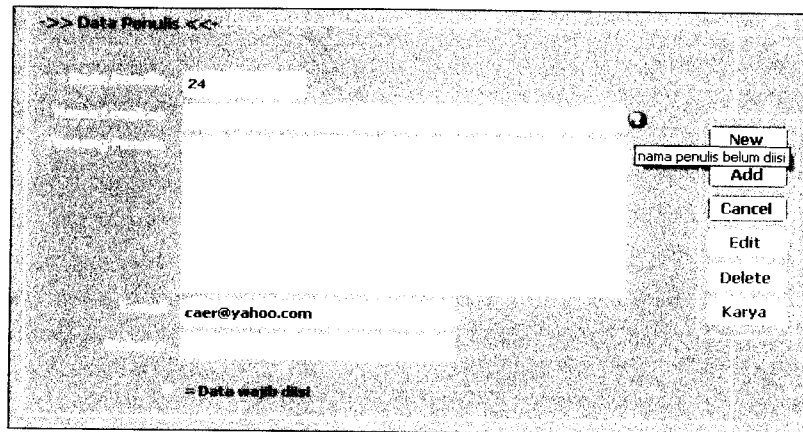 ->> Data Penulis <<-
24
New
nama penulis belum diisi
Add
Cancel
Edit
Delete
caer@yahoo.com
Karya
= Data wajib diisi